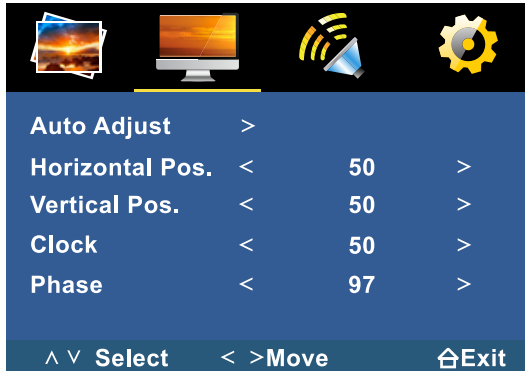 Auto Adjust >
Horizontal Pos. < 50 >
Vertical Pos. < 50 >
Clock < 50 >
Phase < 97 >
∧ ∨ Select < >Move Exit